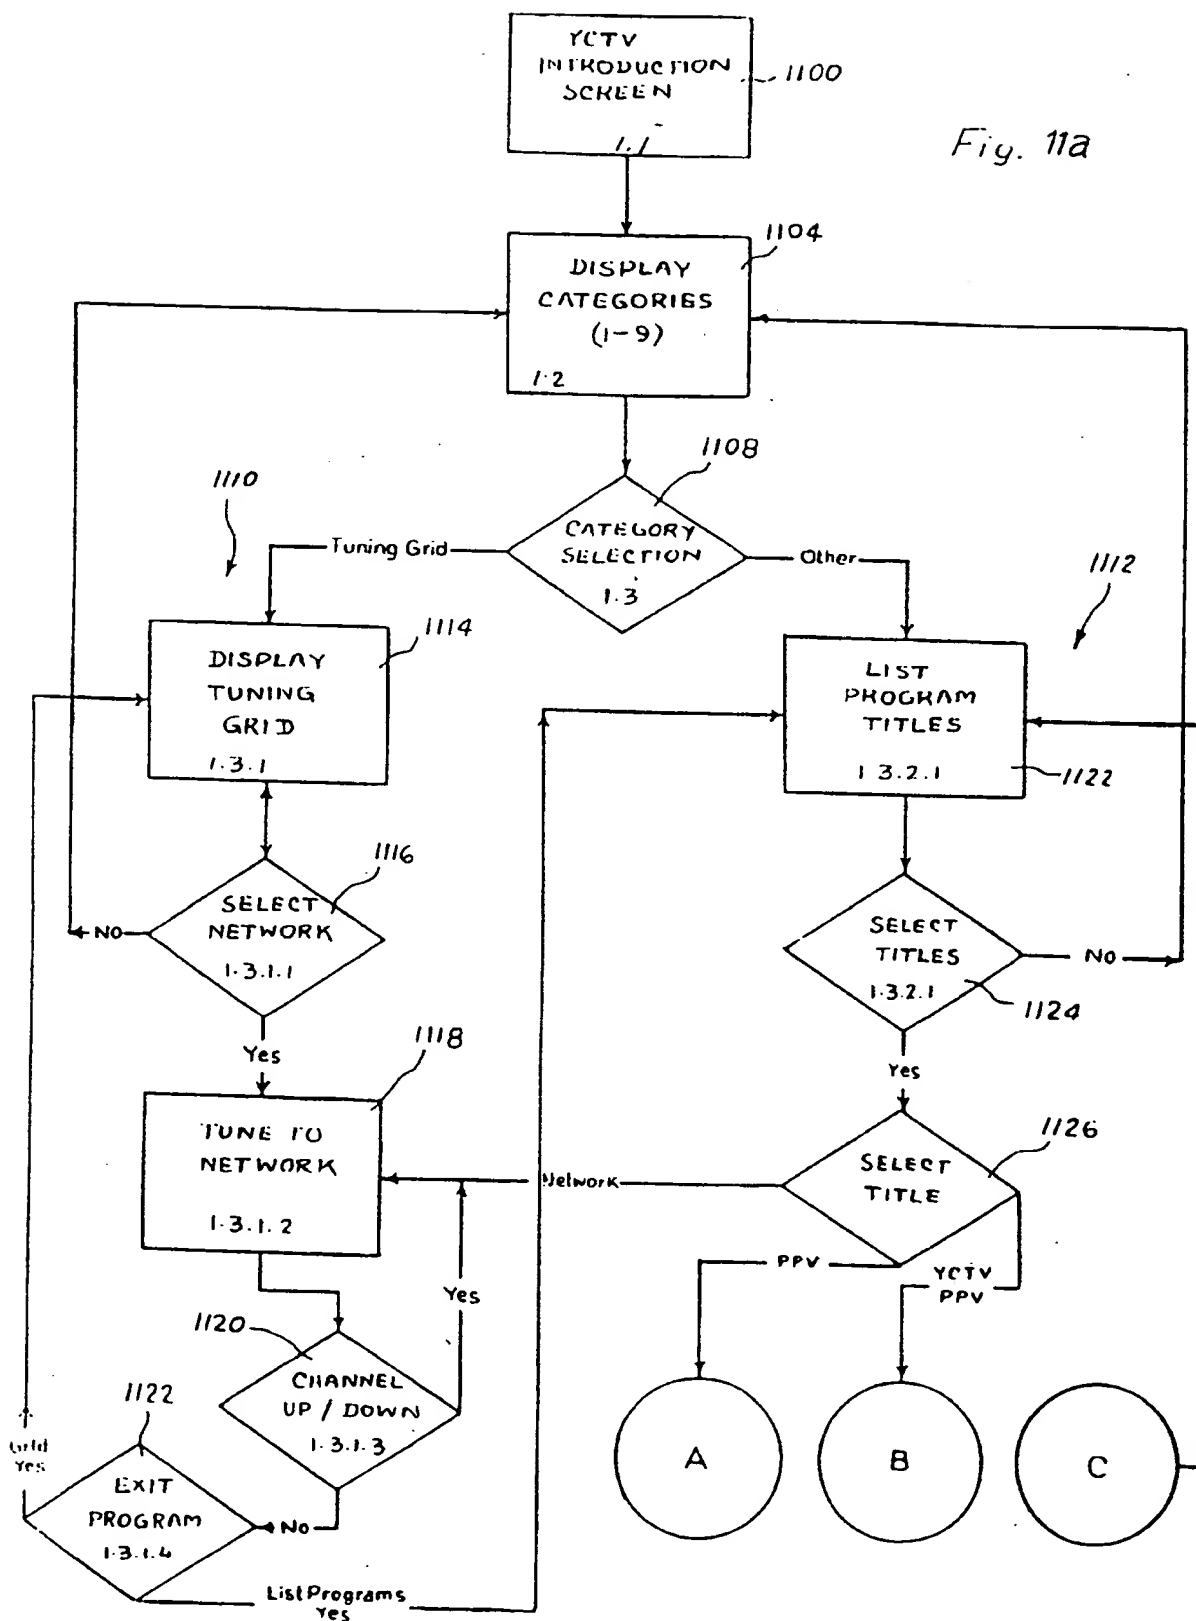 YCTV
INTRODUCTION
SCREEN
1.1
1100
Fig. 11a
1104
DISPLAY
CATEGORIES
(1-9)
1.2
1108
1110
CATEGORY
SELECTION
1.3
Tuning Grid
Other
1112
1114
DISPLAY
TUNING
GRID
1.3.1
LIST
PROGRAM
TITLES
1 3.2.1
1122
1116
SELECT
NETWORK
1.3.1.1
NO
SELECT
TITLES
1.3.2.1
No
1124
Yes
1118
Yes
TUNE TO
NETWORK
1.3.1.2
1126
SELECT
TITLE
Network
PPV
YCTV
PPV
Yes
1120
CHANNEL
UP / DOWN
1.3.1.3
1122
Grid
Yes
EXIT
PROGRAM
1.3.1.4
No
A
B
C
List Programs
Yes